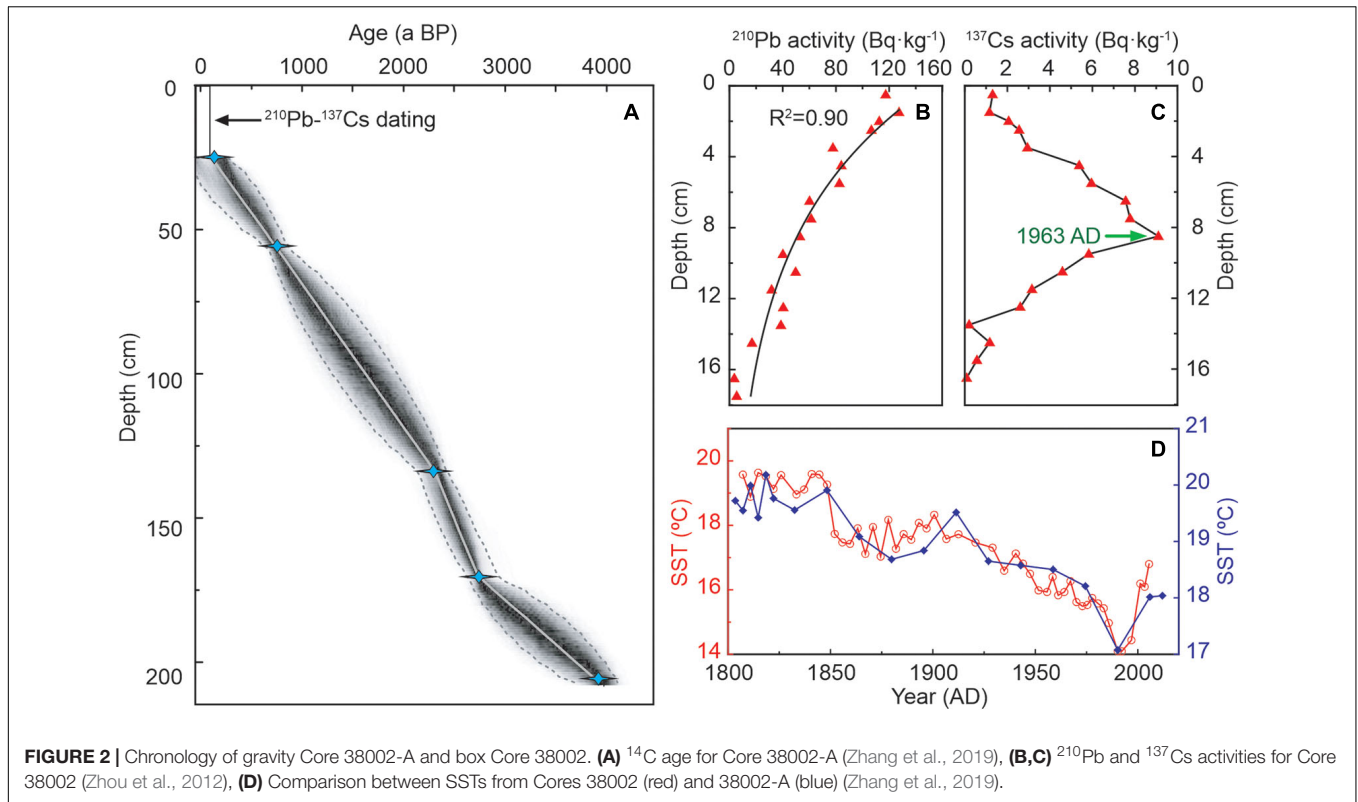 Age (a BP)
0 1000 2000 3000 4000
0
50
100
150
200
Depth (cm)
A
²¹⁰Pb-¹³⁷Cs dating
²¹⁰Pb activity (Bq·kg⁻¹)
0 40 80 120 160
0
4
8
12
16
Depth (cm)
R²=0.90
B
¹³⁷Cs activity (Bq·kg⁻¹)
0 2 4 6 8 10
C
1963 AD
0
4
8
12
16
Depth (cm)
20
18
16
14
SST (ºC)
D
21
20
19
18
17
SST (ºC)
1800 1850 1900 1950 2000
Year (AD)
FIGURE 2 | Chronology of gravity Core 38002-A and box Core 38002. (A) ¹⁴C age for Core 38002-A (Zhang et al., 2019), (B,C) ²¹⁰Pb and ¹³⁷Cs activities for Core
38002 (Zhou et al., 2012), (D) Comparison between SSTs from Cores 38002 (red) and 38002-A (blue) (Zhang et al., 2019).